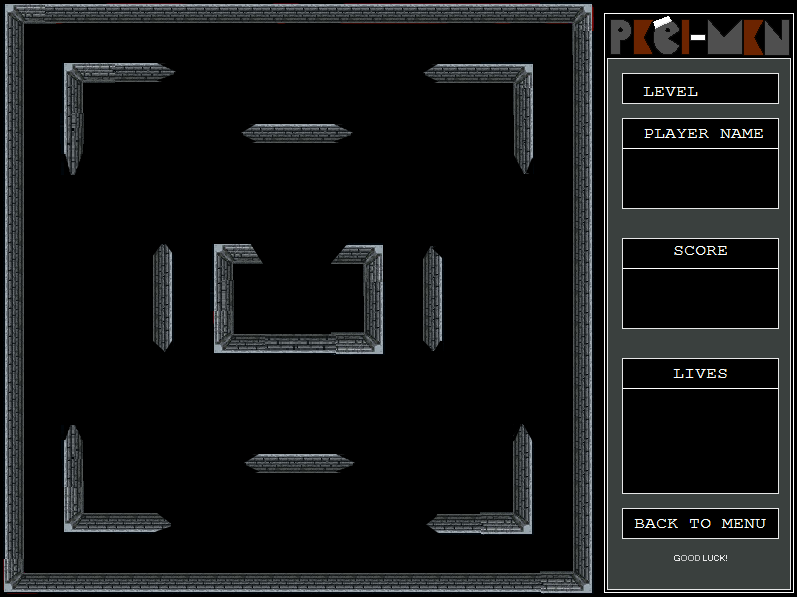 LEVEL
PLAYER NAME
SCORE
LIVES
BACK TO MENU
GOOD LUCK!